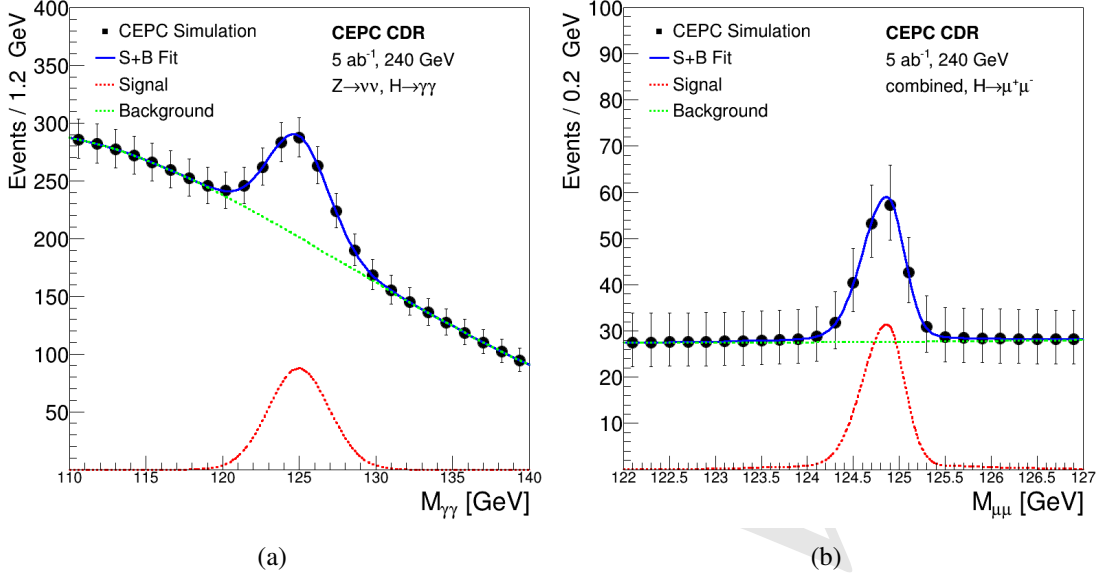 400
350
300
250
200
150
100
50
Events / 1.2 GeV
CEPC Simulation
S+B Fit
Signal
Background
CEPC CDR
5 ab⁻¹, 240 GeV
Z→νν, H→γγ
110 115 120 125 130 135 140
Mγγ [GeV]
(a)
100
90
80
70
60
50
40
30
20
10
Events / 0.2 GeV
CEPC Simulation
S+B Fit
Signal
Background
CEPC CDR
5 ab⁻¹, 240 GeV
combined, H→μ⁺μ⁻
122 122.5 123 123.5 124 124.5 125 125.5 126 126.5 127
Mμμ [GeV]
(b)